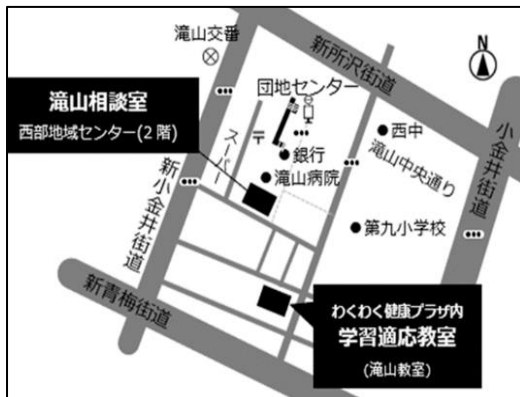 滝山交番
新所沢街道
N
団地センター
滝山相談室
西部地域センター(2 階)
スーパー
〒
銀行
滝山病院
西中
滝山中央通り
小金井街道
新小金井街道
第九小学校
新青梅街道
わくわく健康プラザ内
学習適応教室
(滝山教室)